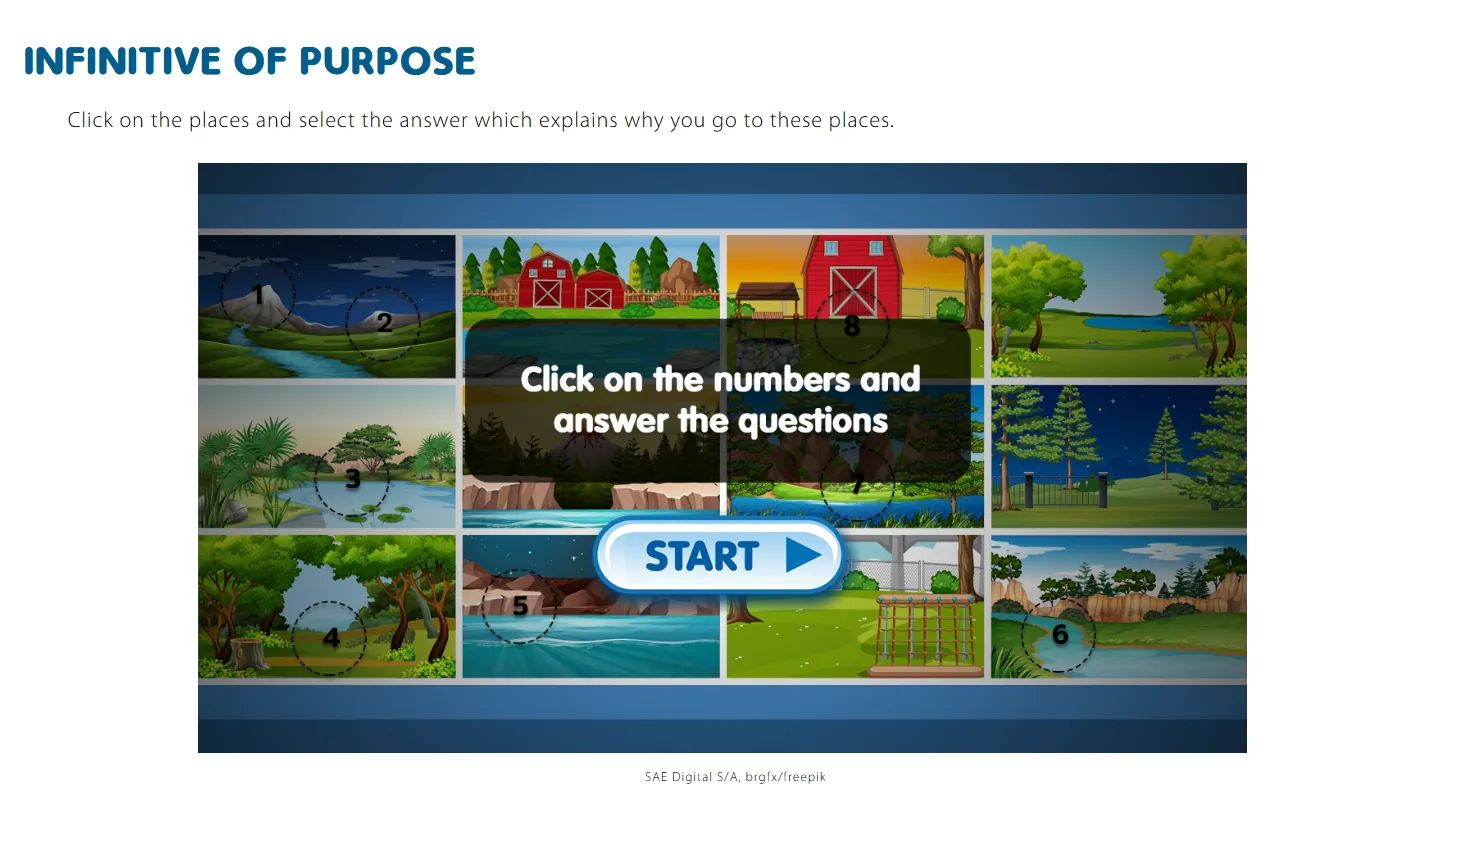 INFINITIVE OF PURPOSE
Click on the places and select the answer which explains why you go to these places.
1
2
8
Click on the numbers and
answer the questions
3
7
START
4
5
6
SAE Digital S/A, brgfx/freepik